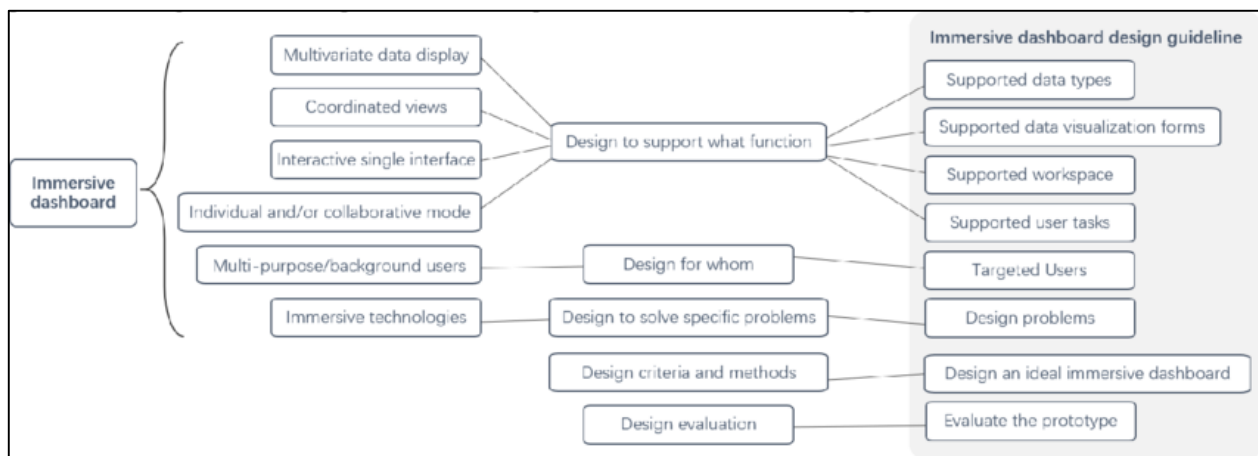 Immersive dashboard design guideline
Multivariate data display
Coordinated views
Interactive single interface
Individual and/or collaborative mode
Multi-purpose/background users
Immersive technologies
Immersive
dashboard
Design to support what function
Design for whom
Design to solve specific problems
Design criteria and methods
Design evaluation
Supported data types
Supported data visualization forms
Supported workspace
Supported user tasks
Targeted Users
Design problems
Design an ideal immersive dashboard
Evaluate the prototype